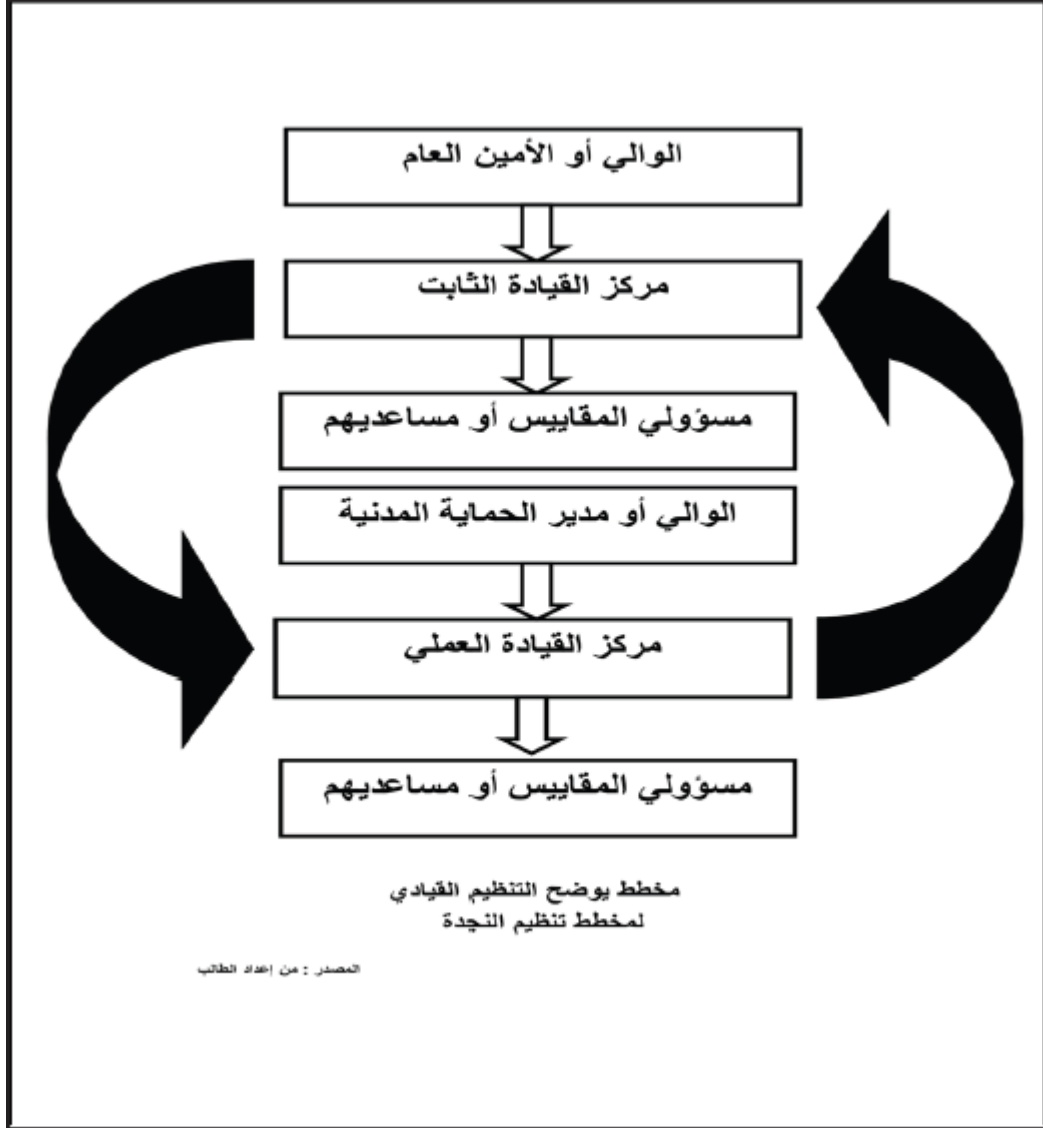 الوالي أو الأمين العام
مركز القيادة الثابت
مسؤولي المقاييس أو مساعديهم
الوالي أو مدير الحماية المدنية
مركز القيادة العملي
مسؤولي المقاييس أو مساعديهم
مخطط يوضح التنظيم القيادي
لمخطط تنظيم النجدة
المصدر : من إعداد الطالب